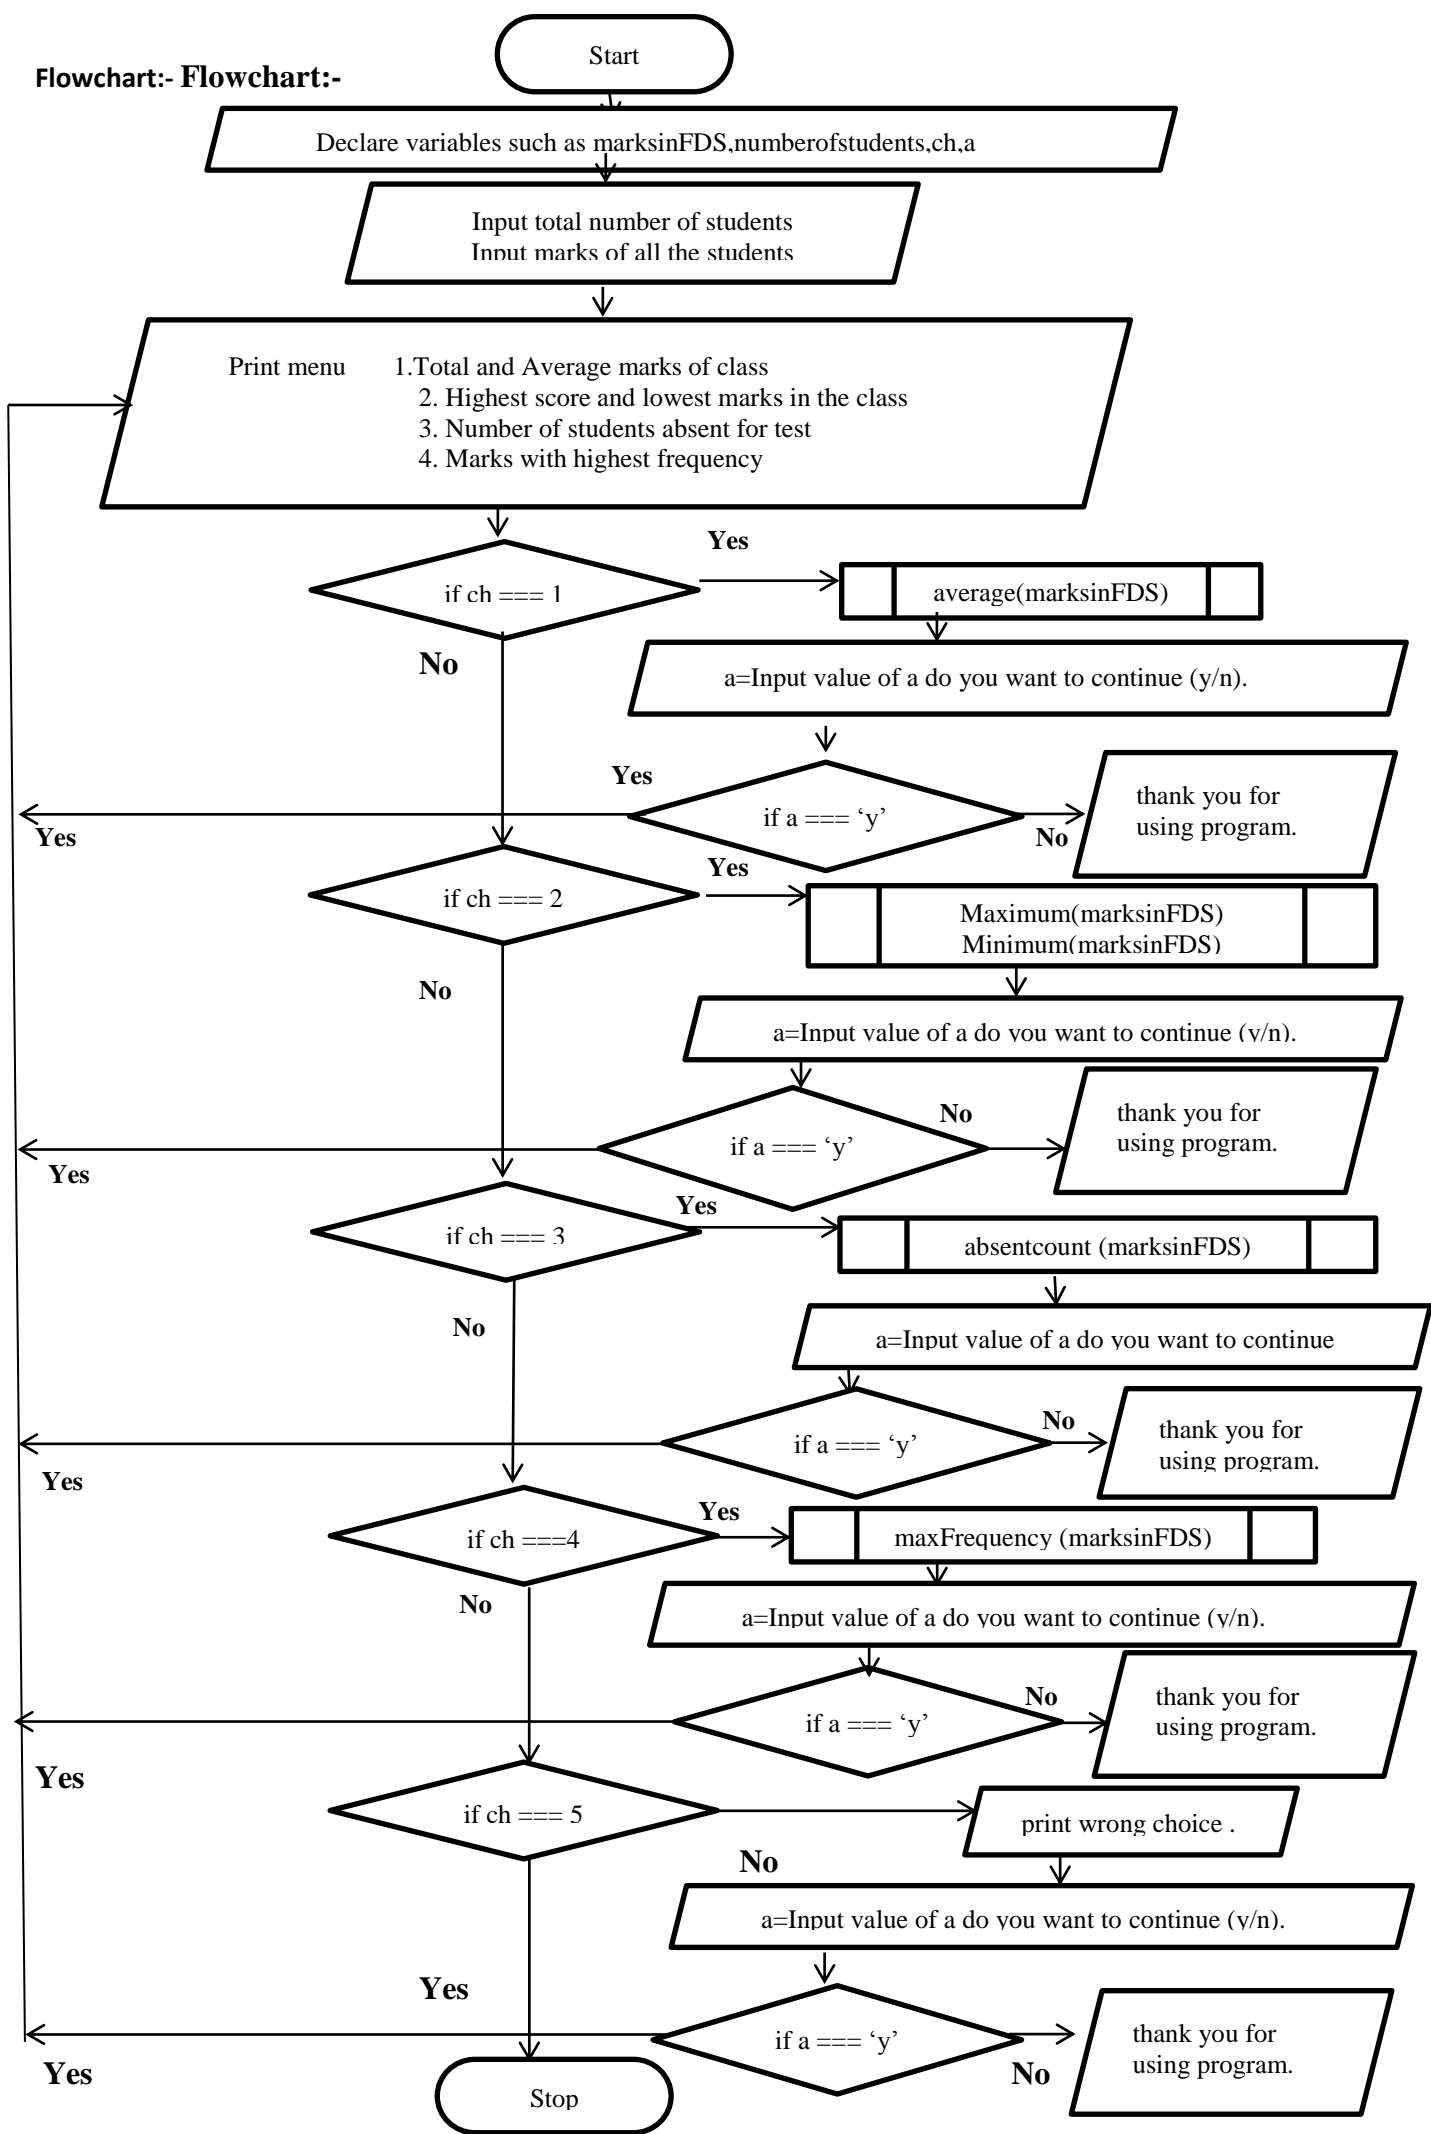 Start
Flowchart:- Flowchart:-
Declare variables such as marksinFDS,numberofstudents,ch,a
Input total number of students
Input marks of all the students
Print menu 1.Total and Average marks of class
2. Highest score and lowest marks in the class
3. Number of students absent for test
4. Marks with highest frequency
Yes
if ch === 1
average(marksinFDS)
No
a=Input value of a do you want to continue (y/n).
Yes
if a === ‘y’
No
thank you for
using program.
Yes
Yes
if ch === 2
Maximum(marksinFDS)
Minimum(marksinFDS)
No
a=Input value of a do you want to continue (y/n).
No
if a === ‘y’
thank you for
using program.
Yes
Yes
if ch === 3
absentcount (marksinFDS)
No
a=Input value of a do you want to continue
No
if a === ‘y’
thank you for
using program.
Yes
Yes
if ch ===4
maxFrequency (marksinFDS)
No
a=Input value of a do you want to continue (y/n).
No
if a === ‘y’
thank you for
using program.
Yes
if ch === 5
print wrong choice .
No
a=Input value of a do you want to continue (y/n).
Yes
if a === ‘y’
thank you for
using program.
Yes
No
Stop